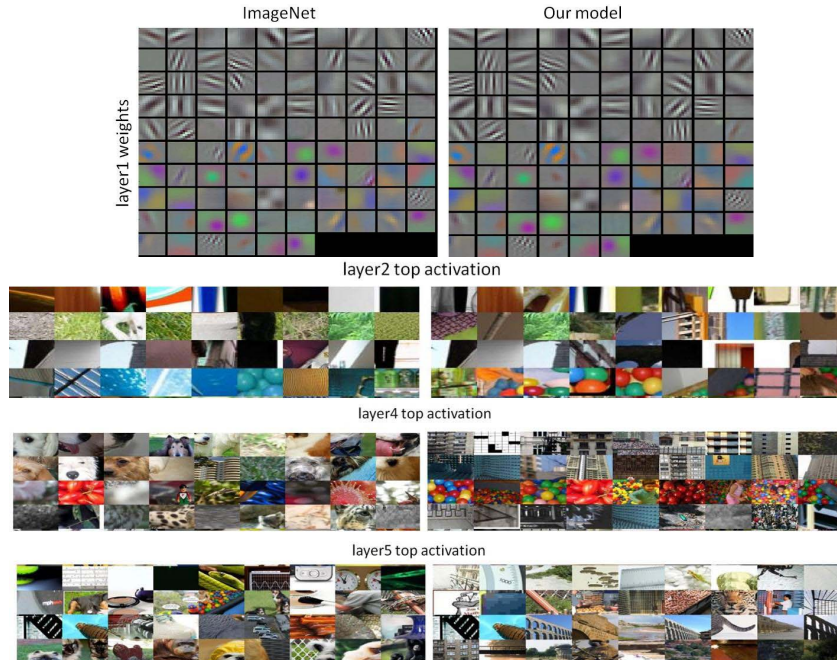 ImageNet
Our model
layer1 weights
layer2 top activation
layer4 top activation
layer5 top activation